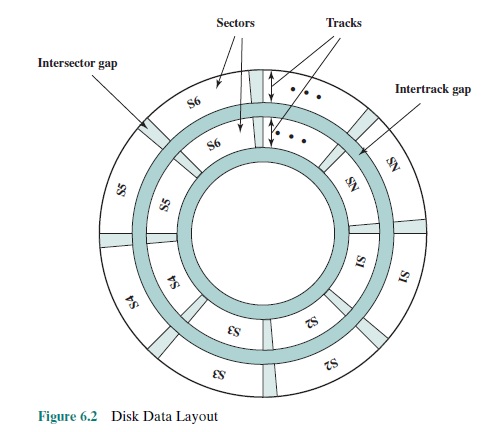 Sectors
Tracks
Intersector gap
Intertrack gap
S6
• • •
S6
• • •
SN
SN
S5
S5
S1
S1
S4
S4
S2
S2
S3
S3
Figure 6.2 Disk Data Layout